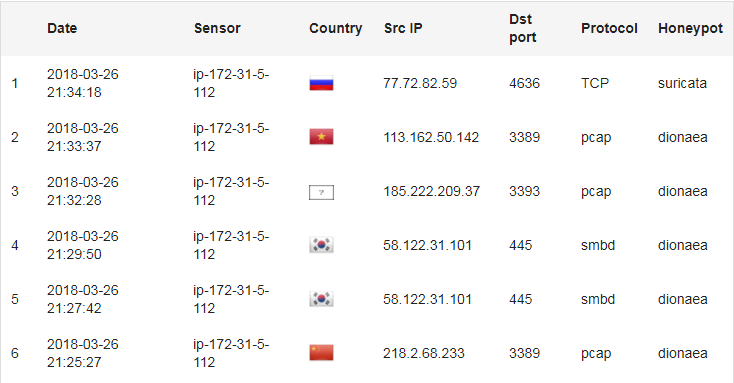 Date Sensor Country Src IP Dst port Protocol Honeypot
1 2018-03-26 21:34:18 ip-172-31-5-112 77.72.82.59 4636 TCP suricata
2 2018-03-26 21:33:37 ip-172-31-5-112 113.162.50.142 3389 pcap dionaea
3 2018-03-26 21:32:28 ip-172-31-5-112 ? 185.222.209.37 3393 pcap dionaea
4 2018-03-26 21:29:50 ip-172-31-5-112 58.122.31.101 445 smbd dionaea
5 2018-03-26 21:27:42 ip-172-31-5-112 58.122.31.101 445 smbd dionaea
6 2018-03-26 21:25:27 ip-172-31-5-112 218.2.68.233 3389 pcap dionaea